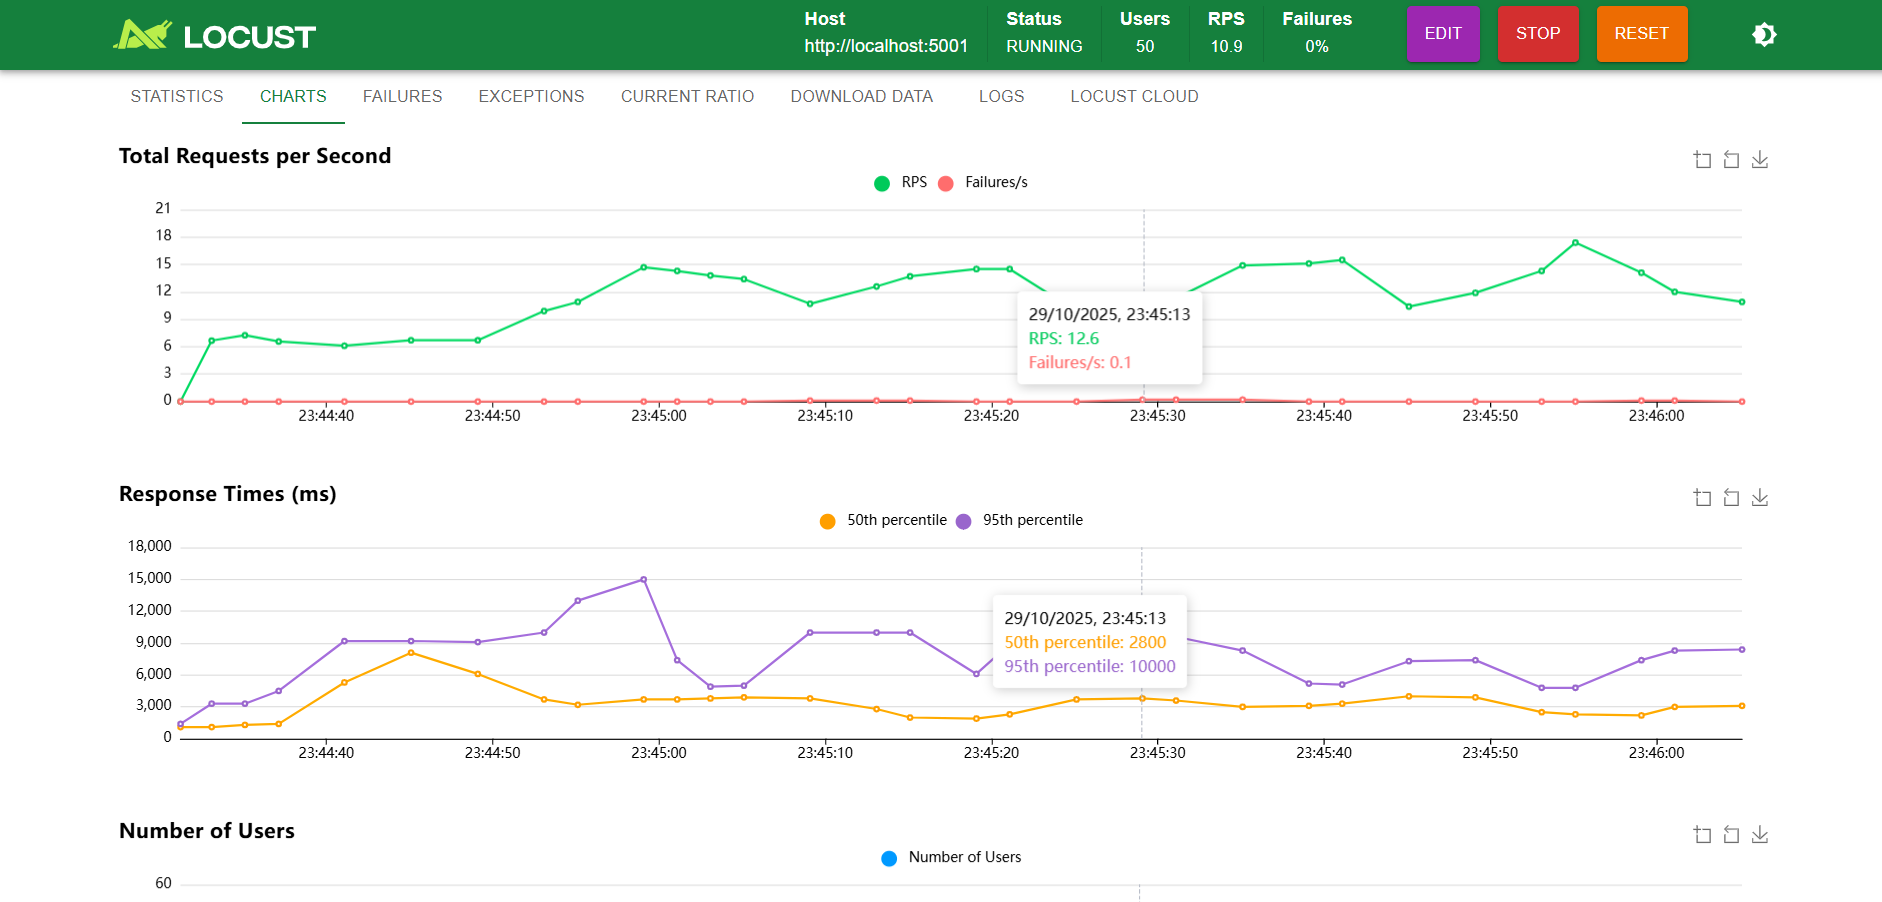 LOCUST
Host
http://localhost:5001
Status
RUNNING
Users
50
RPS
10.9
Failures
0%
EDIT
STOP
RESET
STATISTICS
CHARTS
FAILURES
EXCEPTIONS
CURRENT RATIO
DOWNLOAD DATA
LOGS
LOCUST CLOUD
Total Requests per Second
RPS
Failures/s
21
18
15
12
9
6
3
0
29/10/2025, 23:45:13
RPS: 12.6
Failures/s: 0.1
23:44:40
23:44:50
23:45:00
23:45:10
23:45:20
23:45:30
23:45:40
23:45:50
23:46:00
Response Times (ms)
50th percentile
95th percentile
18,000
15,000
12,000
9,000
6,000
3,000
0
29/10/2025, 23:45:13
50th percentile: 2800
95th percentile: 10000
23:44:40
23:44:50
23:45:00
23:45:10
23:45:20
23:45:30
23:45:40
23:45:50
23:46:00
Number of Users
Number of Users
60